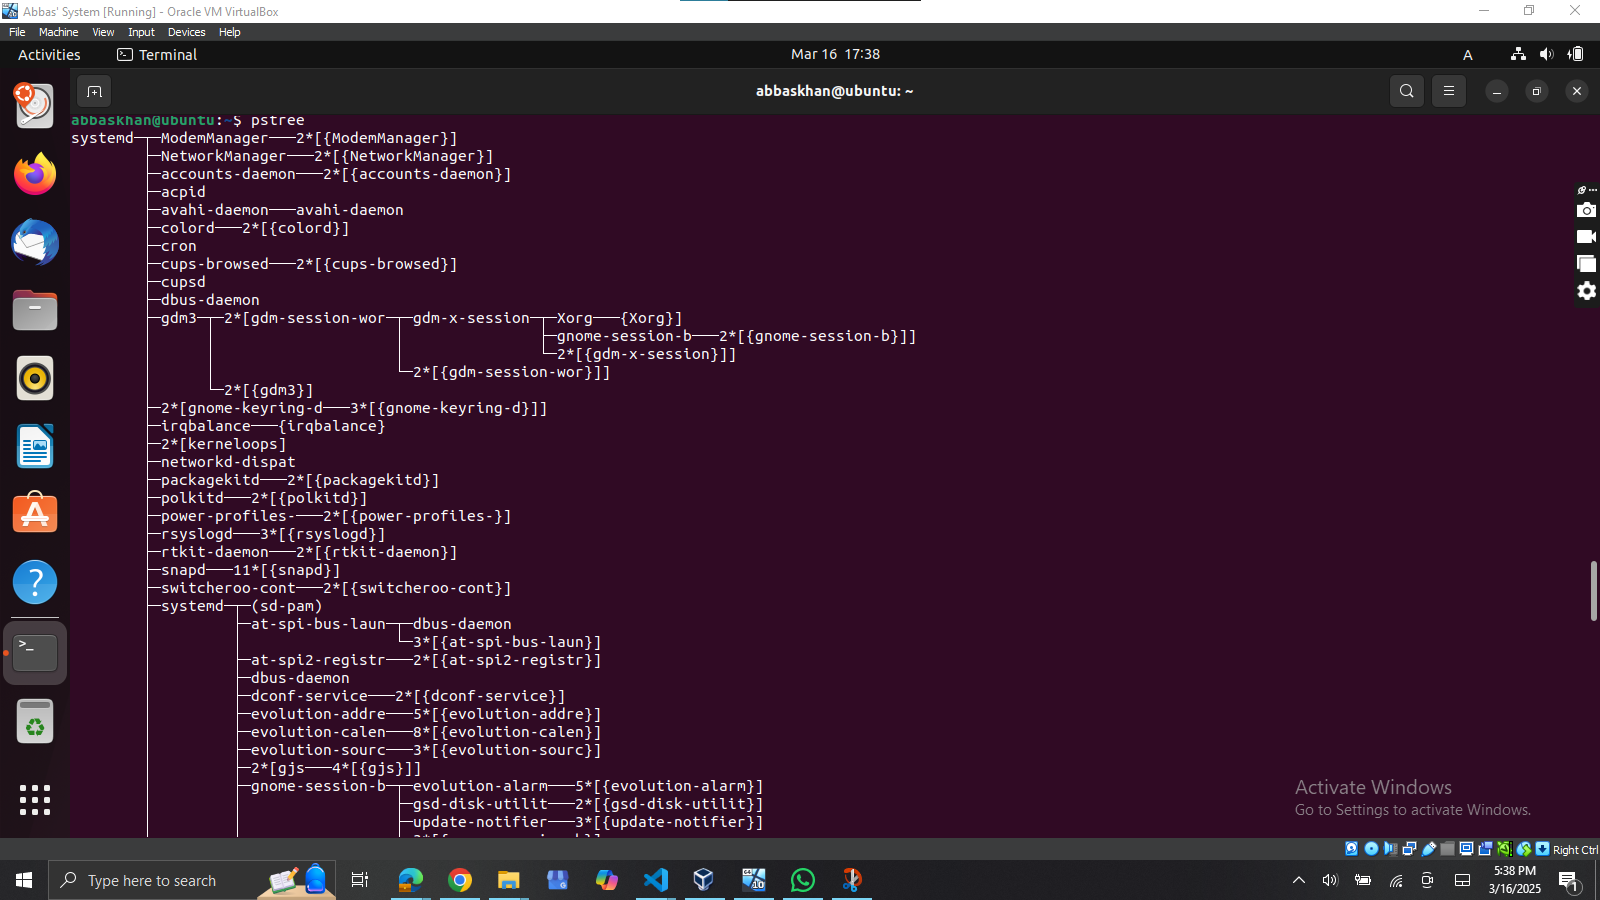 Abbas' System [Running] - Oracle VM VirtualBox
File Machine View Input Devices Help
Activities Terminal Mar 16 17:38 A
abbaskhan@ubuntu: ~
abbaskhan@ubuntu:~$ pstree
systemd─┬─ModemManager───2*[{ModemManager}]
├─NetworkManager───2*[{NetworkManager}]
├─accounts-daemon───2*[{accounts-daemon}]
├─acpid
├─avahi-daemon───avahi-daemon
├─colord───2*[{colord}]
├─cron
├─cups-browsed───2*[{cups-browsed}]
├─cupsd
├─dbus-daemon
├─gdm3─┬─2*[gdm-session-wor─┬─gdm-x-session─┬─Xorg───{Xorg}]
├─gnome-session-b───2*[{gnome-session-b}]]
└─2*[{gdm-x-session}]]
└─2*[{gdm-session-wor}]]
└─2*[{gdm3}]
├─2*[gnome-keyring-d───3*[{gnome-keyring-d}]]
├─irqbalance───{irqbalance}
├─2*[kerneloops]
├─networkd-dispat
├─packagekitd───2*[{packagekitd}]
├─polkitd───2*[{polkitd}]
├─power-profiles-───2*[{power-profiles-}]
├─rsyslogd───3*[{rsyslogd}]
├─rtkit-daemon───2*[{rtkit-daemon}]
├─snapd───11*[{snapd}]
├─switcheroo-cont───2*[{switcheroo-cont}]
├─systemd─┬─(sd-pam)
├─at-spi-bus-laun─┬─dbus-daemon
└─3*[{at-spi-bus-laun}]
├─at-spi2-registr───2*[{at-spi2-registr}]
├─dbus-daemon
├─dconf-service───2*[{dconf-service}]
├─evolution-addre───5*[{evolution-addre}]
├─evolution-calen───8*[{evolution-calen}]
├─evolution-sourc───3*[{evolution-sourc}]
├─2*[gjs───4*[{gjs}]]
├─gnome-session-b─┬─evolution-alarm───5*[{evolution-alarm}]
├─gsd-disk-utilit───2*[{gsd-disk-utilit}]
├─update-notifier───3*[{update-notifier}]
Activate Windows
Go to Settings to activate Windows.
Right Ctrl
Type here to search
5:38 PM
3/16/2025
1